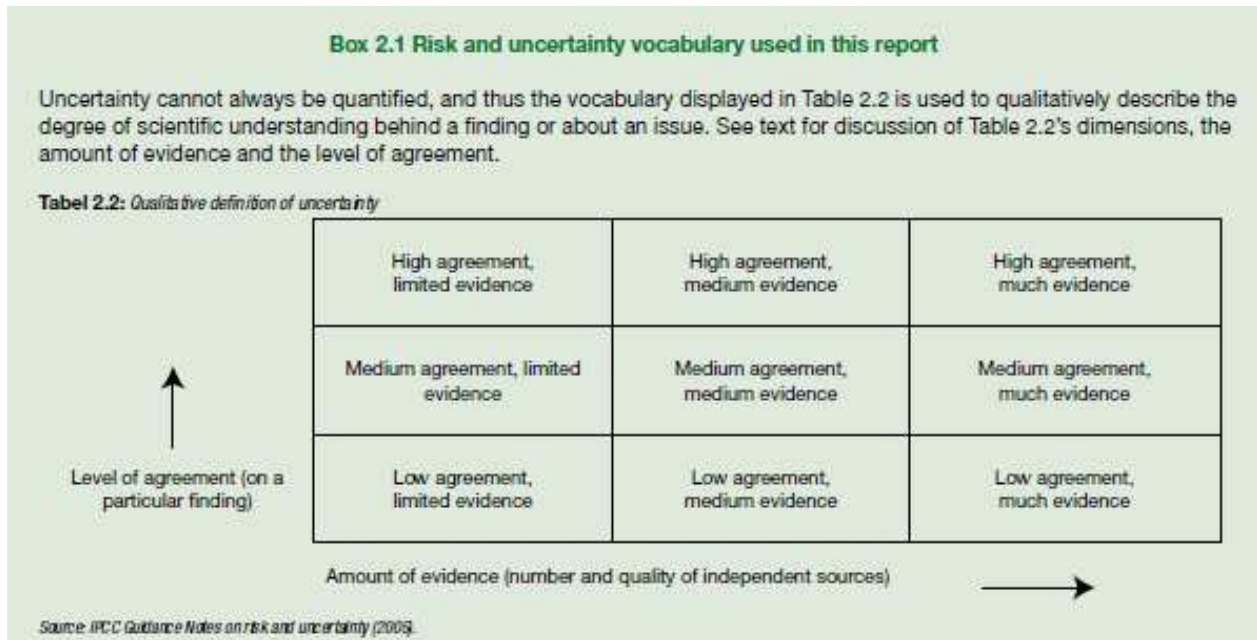 Box 2.1 Risk and uncertainty vocabulary used in this report
Uncertainty cannot always be quantified, and thus the vocabulary displayed in Table 2.2 is used to qualitatively describe the
degree of scientific understanding behind a finding or about an issue. See text for discussion of Table 2.2's dimensions, the
amount of evidence and the level of agreement.
Tabel 2.2: Qualitative definition of uncertainty
High agreement,
limited evidence
High agreement,
medium evidence
High agreement,
much evidence
Medium agreement, limited
evidence
Medium agreement,
medium evidence
Medium agreement,
much evidence
Level of agreement (on a
particular finding)
Low agreement,
limited evidence
Low agreement,
medium evidence
Low agreement,
much evidence
Amount of evidence (number and quality of independent sources)
Source: IPCC Guidance Notes on risk and uncertainty (2005).